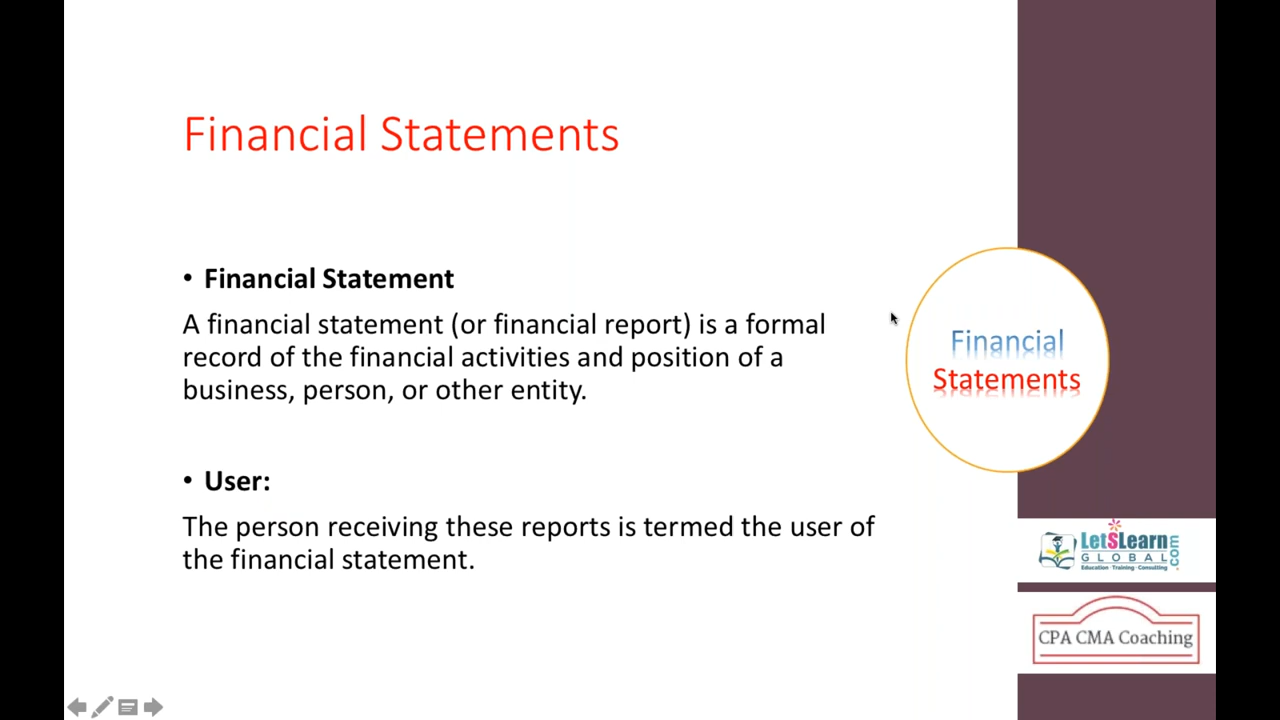 Financial Statements
• Financial Statement
A financial statement (or financial report) is a formal
record of the financial activities and position of a
business, person, or other entity.
• User:
The person receiving these reports is termed the user of
the financial statement.
Financial
Statements
LetSLearn
GLOBAL.com
Education · Training · Consulting
CPA CMA Coaching